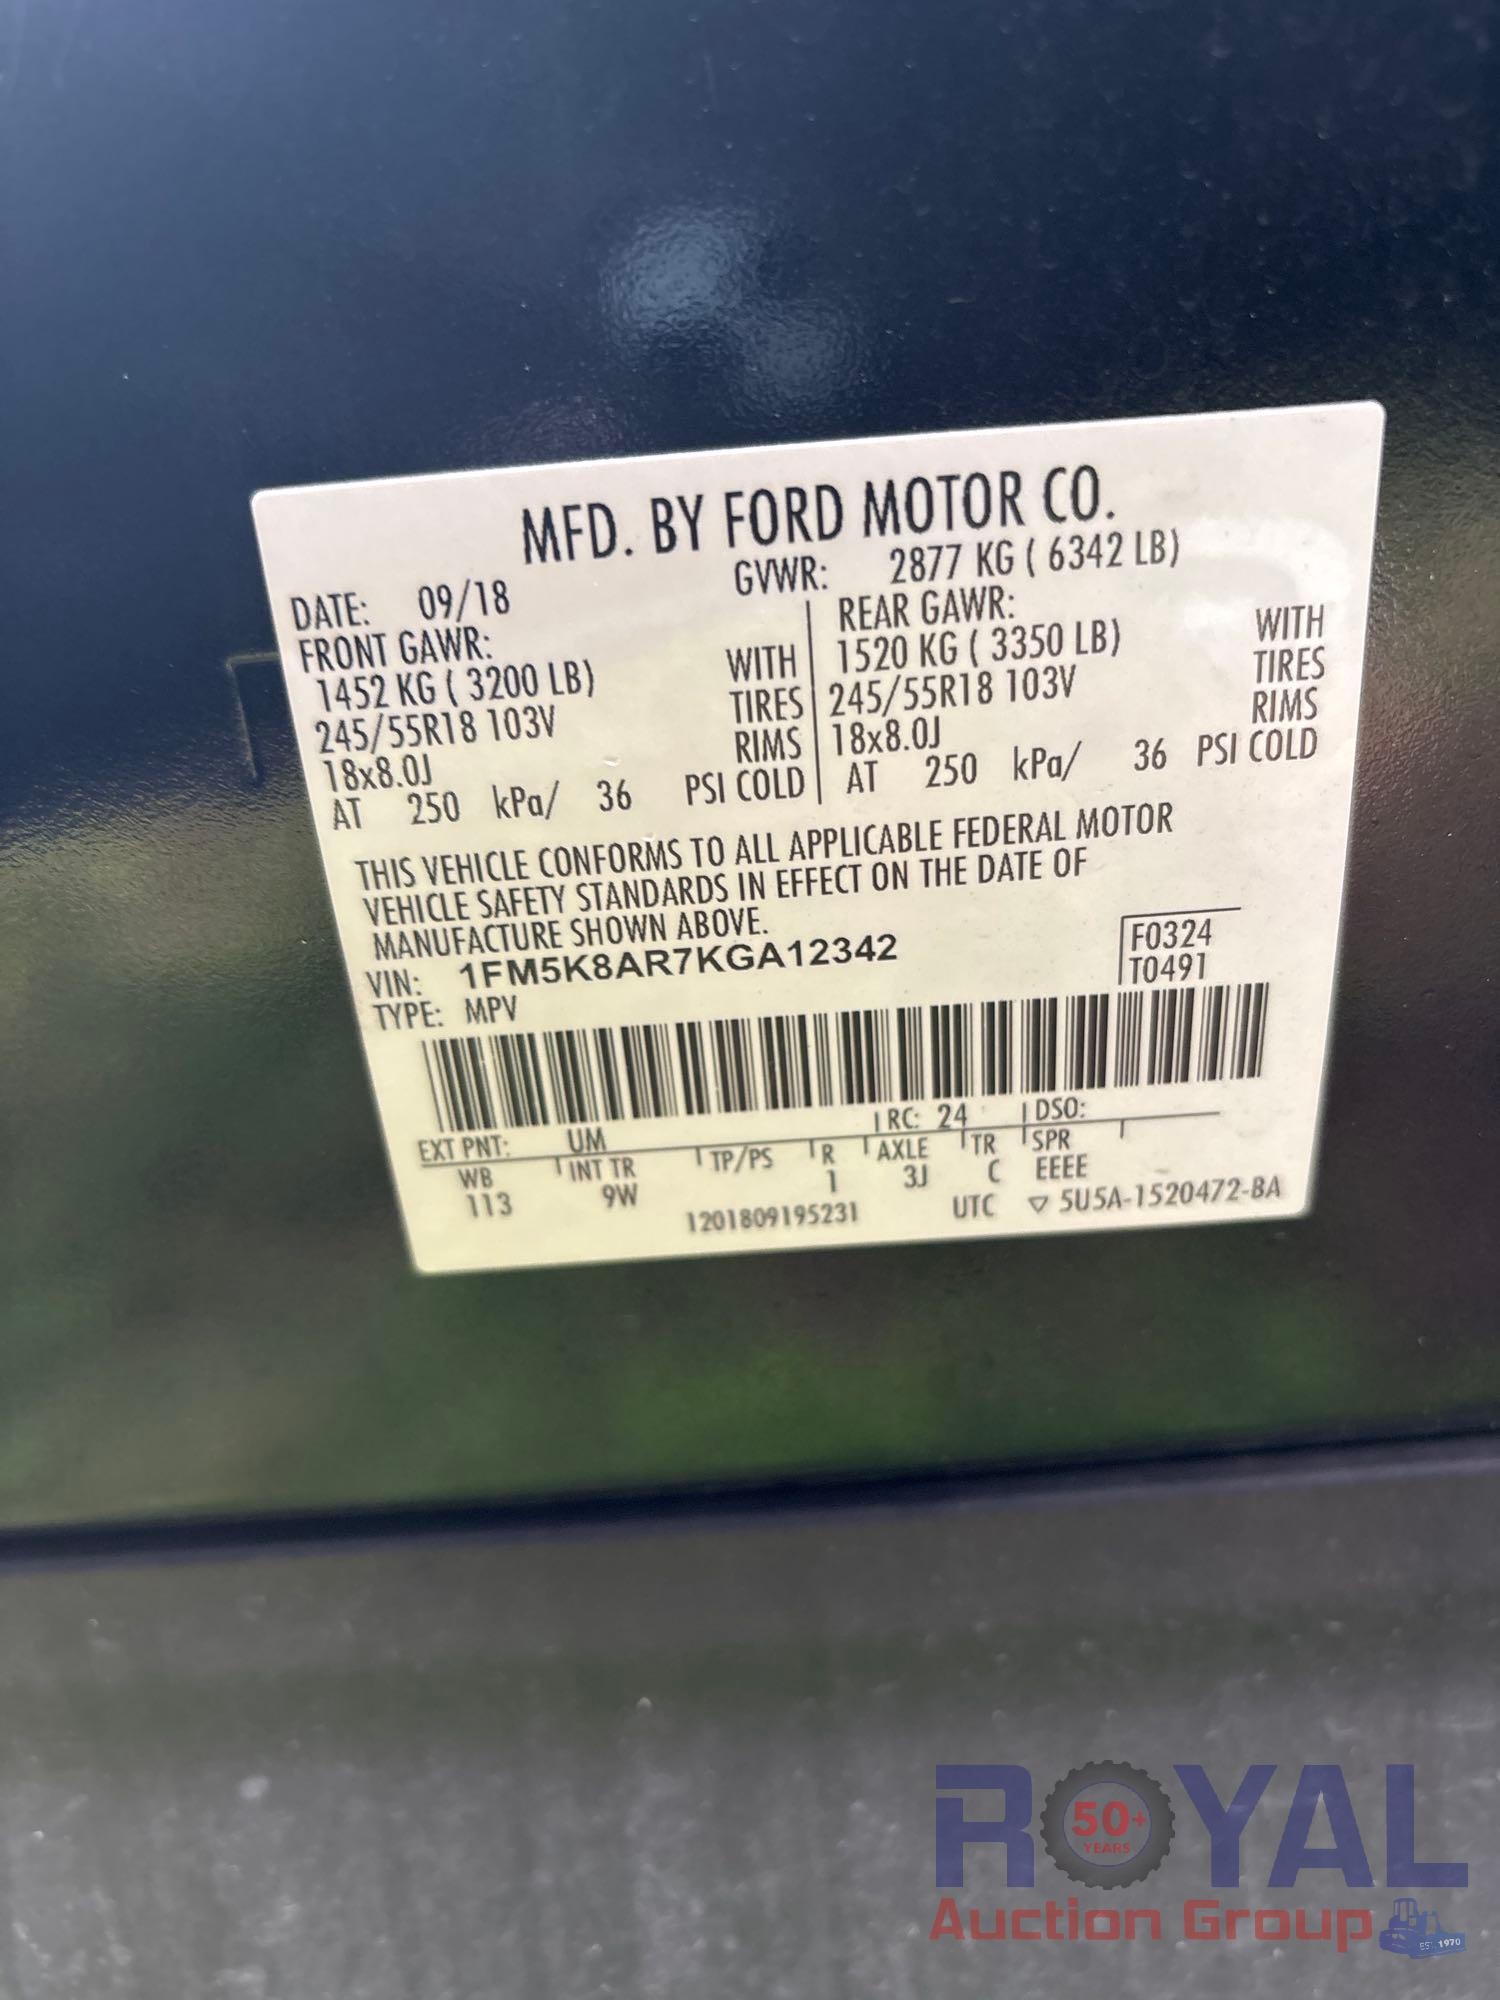 MFD. BY FORD MOTOR CO.
DATE: 09/18 GVWR: 2877 KG ( 6342 LB)
FRONT GAWR: REAR GAWR:
1452 KG ( 3200 LB) WITH 1520 KG ( 3350 LB) WITH
245/55R18 103V TIRES 245/55R18 103V TIRES
18x8.0J RIMS 18x8.0J RIMS
AT 250 kPa/ 36 PSI COLD AT 250 kPa/ 36 PSI COLD
THIS VEHICLE CONFORMS TO ALL APPLICABLE FEDERAL MOTOR
VEHICLE SAFETY STANDARDS IN EFFECT ON THE DATE OF
MANUFACTURE SHOWN ABOVE.
VIN: 1FM5K8AR7KGA12342 F0324
TYPE: MPV T0491
EXT PNT: UM RC: 24 DSO:
WB INT TR TP/PS R AXLE TR SPR
113 9W 1 3J C EEEE
1201809195231 UTC ▽ 5U5A-1520472-BA
ROYAL
50+
YEARS
Auction Group
EST. 1970